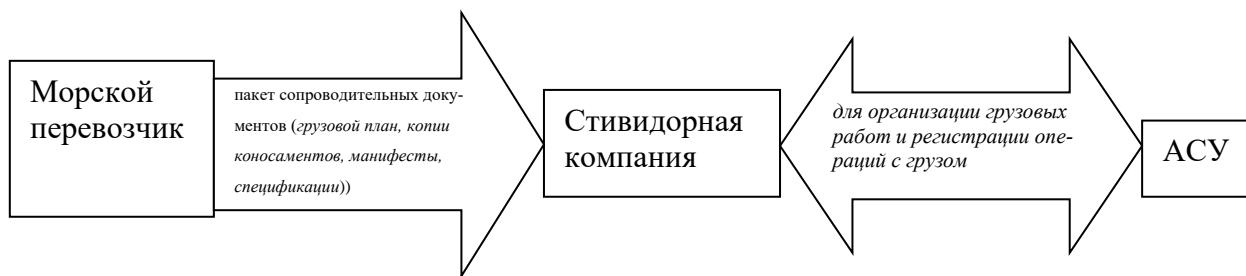 Морской
перевозчик
пакет сопроводительных доку-
ментов (грузовой план, копии
коносаментов, манифесты,
спецификации))
Стивидорная
компания
для организации грузовых
работ и регистрации опе-
раций с грузом
АСУ